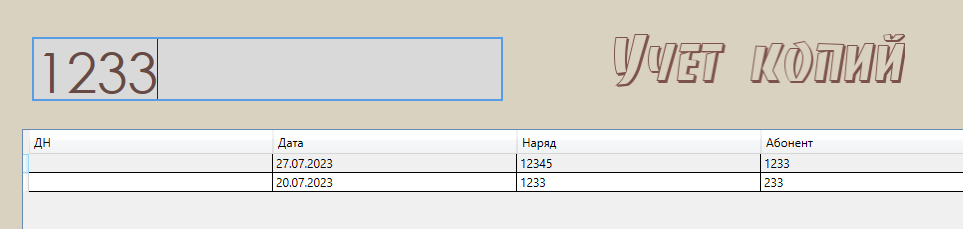 1233
Учет копий
ДН Дата Наряд Абонент
27.07.2023 12345 1233
20.07.2023 1233 233